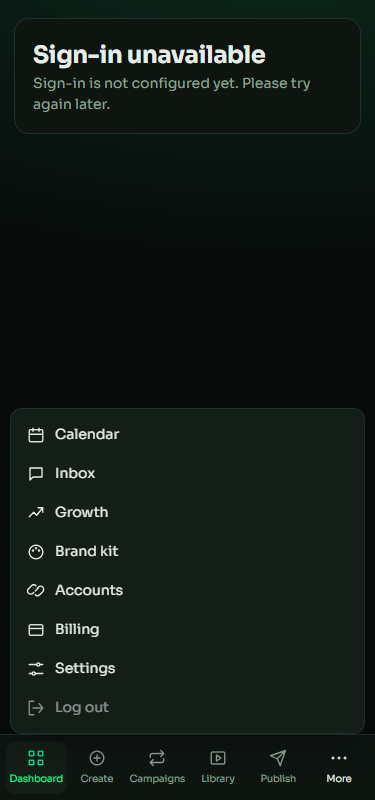 Sign-in unavailable
Sign-in is not configured yet. Please try
again later.
Calendar
Inbox
Growth
Brand kit
Accounts
Billing
Settings
Log out
Dashboard
Create
Campaigns
Library
Publish
More